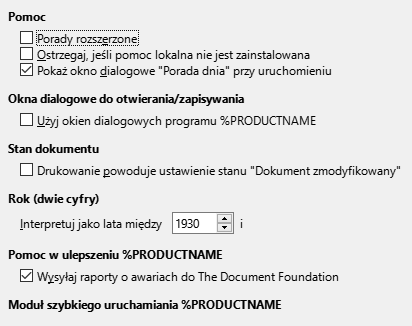 Pomoc
Porady rozszerzone
Ostrzegaj, jeśli pomoc lokalna nie jest zainstalowana
Pokaż okno dialogowe "Porada dnia" przy uruchomieniu
Okna dialogowe do otwierania/zapisywania
Użyj okien dialogowych programu %PRODUCTNAME
Stan dokumentu
Drukowanie powoduje ustawienie stanu "Dokument zmodyfikowany"
Rok (dwie cyfry)
Interpretuj jako lata między 1930 i
Pomoc w ulepszeniu %PRODUCTNAME
Wysyłaj raporty o awariach do The Document Foundation
Moduł szybkiego uruchamiania %PRODUCTNAME